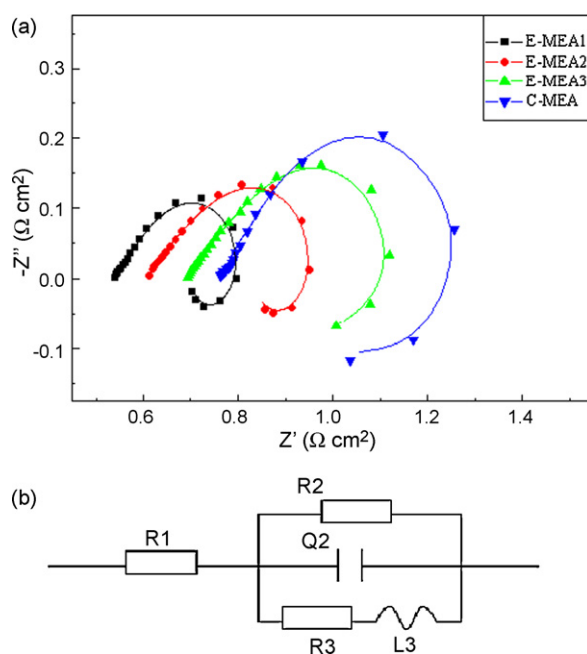 (a)
E-MEA1
E-MEA2
E-MEA3
C-MEA
0.3
0.2
0.1
0.0
-0.1
-Z" (Ω cm²)
0.6 0.8 1.0 1.2 1.4
Z' (Ω cm²)
(b)
R2
R1
Q2
R3
L3